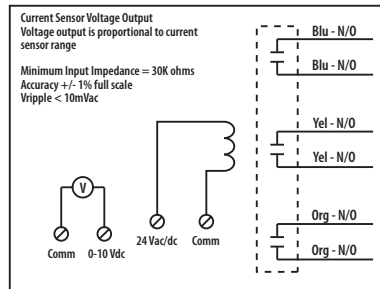 Current Sensor Voltage Output
Voltage output is proportional to current
sensor range
Minimum Input Impedance = 30K ohms
Accuracy +/- 1% full scale
Vripple < 10mVac
Blu - N/O
Blu - N/O
Yel - N/O
Yel - N/O
Org - N/O
Org - N/O
V
Comm
0-10 Vdc
24 Vac/dc
Comm